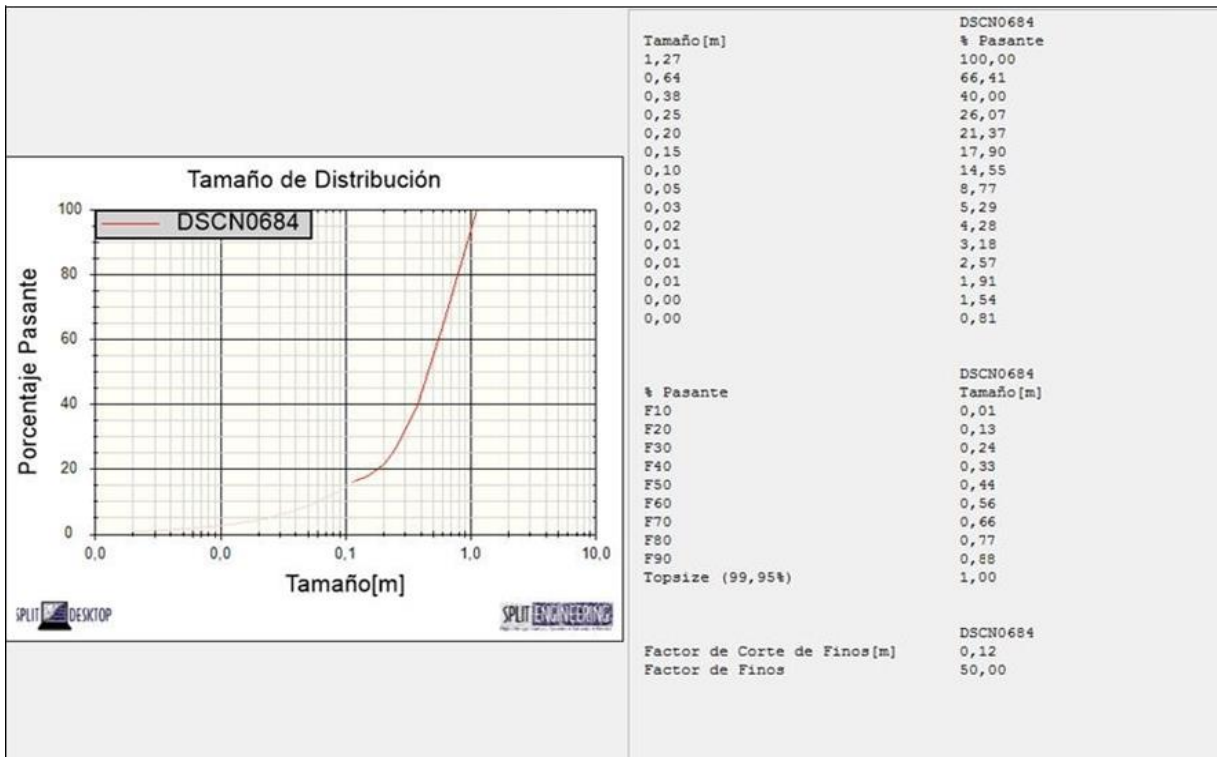 Tamaño de Distribución
DSCN0684
100
80
60
40
20
0
Porcentaje Pasante
0,0 0,0 0,1 1,0 10,0
Tamaño[m]
SPLIT DESKTOP
SPLIT ENGINEERING
DSCN0684
Tamaño[m] % Pasante
1,27 100,00
0,64 66,41
0,38 40,00
0,25 26,07
0,20 21,37
0,15 17,90
0,10 14,55
0,05 8,77
0,03 5,29
0,02 4,28
0,01 3,18
0,01 2,57
0,01 1,91
0,00 1,54
0,00 0,81
DSCN0684
% Pasante Tamaño[m]
F10 0,01
F20 0,13
F30 0,24
F40 0,33
F50 0,44
F60 0,56
F70 0,66
F80 0,77
F90 0,88
Topsize (99,95%) 1,00
DSCN0684
Factor de Corte de Finos[m] 0,12
Factor de Finos 50,00